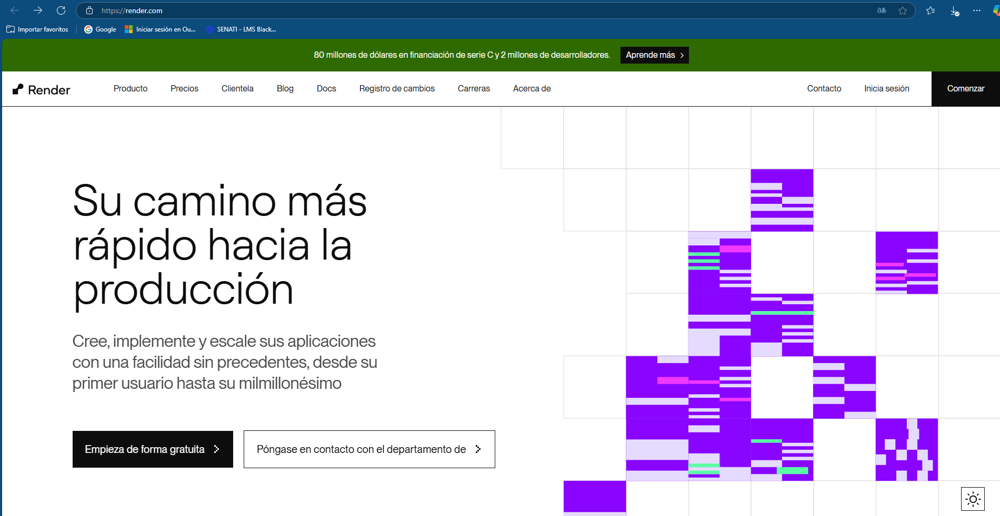 https://render.com
Importar favoritos
Google
Iniciar sesión en Ou...
SENATI - LMS Black...
80 millones de dólares en financiación de serie C y 2 millones de desarrolladores.
Aprende más
Render
Producto
Precios
Clientela
Blog
Docs
Registro de cambios
Carreras
Acerca de
Contacto
Inicia sesión
Comenzar
Su camino más
rápido hacia la
producción
Cree, implemente y escale sus aplicaciones
con una facilidad sin precedentes, desde su
primer usuario hasta su milmillonésimo
Empieza de forma gratuita
Póngase en contacto con el departamento de